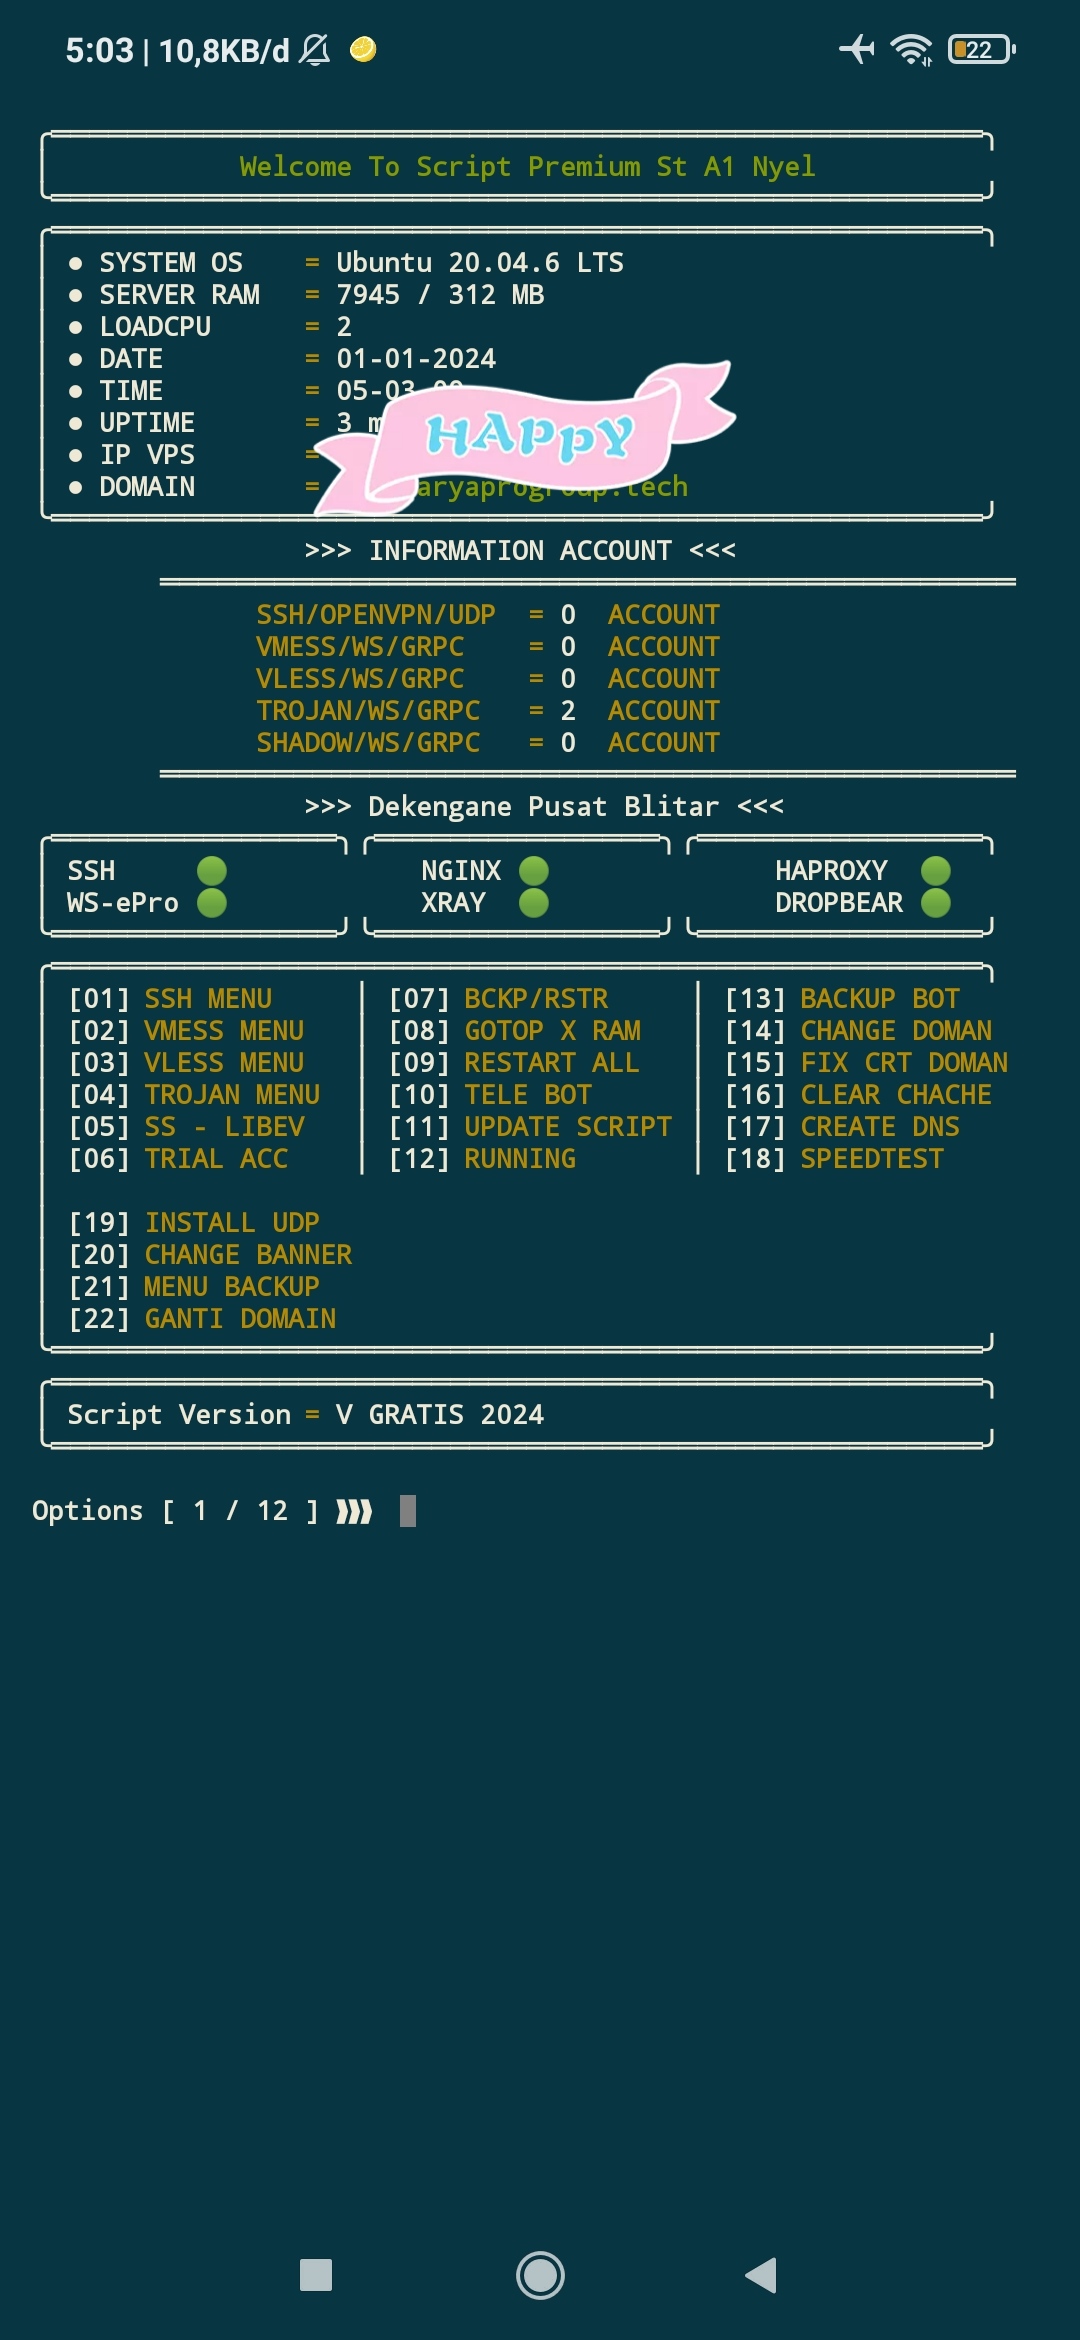 5:03 | 10,8KB/d
22
Welcome To Script Premium St A1 Nyel
● SYSTEM OS = Ubuntu 20.04.6 LTS
● SERVER RAM = 7945 / 312 MB
● LOADCPU = 2
● DATE = 01-01-2024
● TIME = 05-03
● UPTIME = 3
● IP VPS =
● DOMAIN =
HAPPY
>>> INFORMATION ACCOUNT <<<
SSH/OPENVPN/UDP = 0 ACCOUNT
VMESS/WS/GRPC = 0 ACCOUNT
VLESS/WS/GRPC = 0 ACCOUNT
TROJAN/WS/GRPC = 2 ACCOUNT
SHADOW/WS/GRPC = 0 ACCOUNT
>>> Dekengane Pusat Blitar <<<
SSH NGINX HAPROXY
WS-ePro XRAY DROPBEAR
[01] SSH MENU [07] BCKP/RSTR [13] BACKUP BOT
[02] VMESS MENU [08] GOTOP X RAM [14] CHANGE DOMAN
[03] VLESS MENU [09] RESTART ALL [15] FIX CRT DOMAN
[04] TROJAN MENU [10] TELE BOT [16] CLEAR CHACHE
[05] SS - LIBEV [11] UPDATE SCRIPT [17] CREATE DNS
[06] TRIAL ACC [12] RUNNING [18] SPEEDTEST
[19] INSTALL UDP
[20] CHANGE BANNER
[21] MENU BACKUP
[22] GANTI DOMAIN
Script Version = V GRATIS 2024
Options [ 1 / 12 ] ❱❱❱